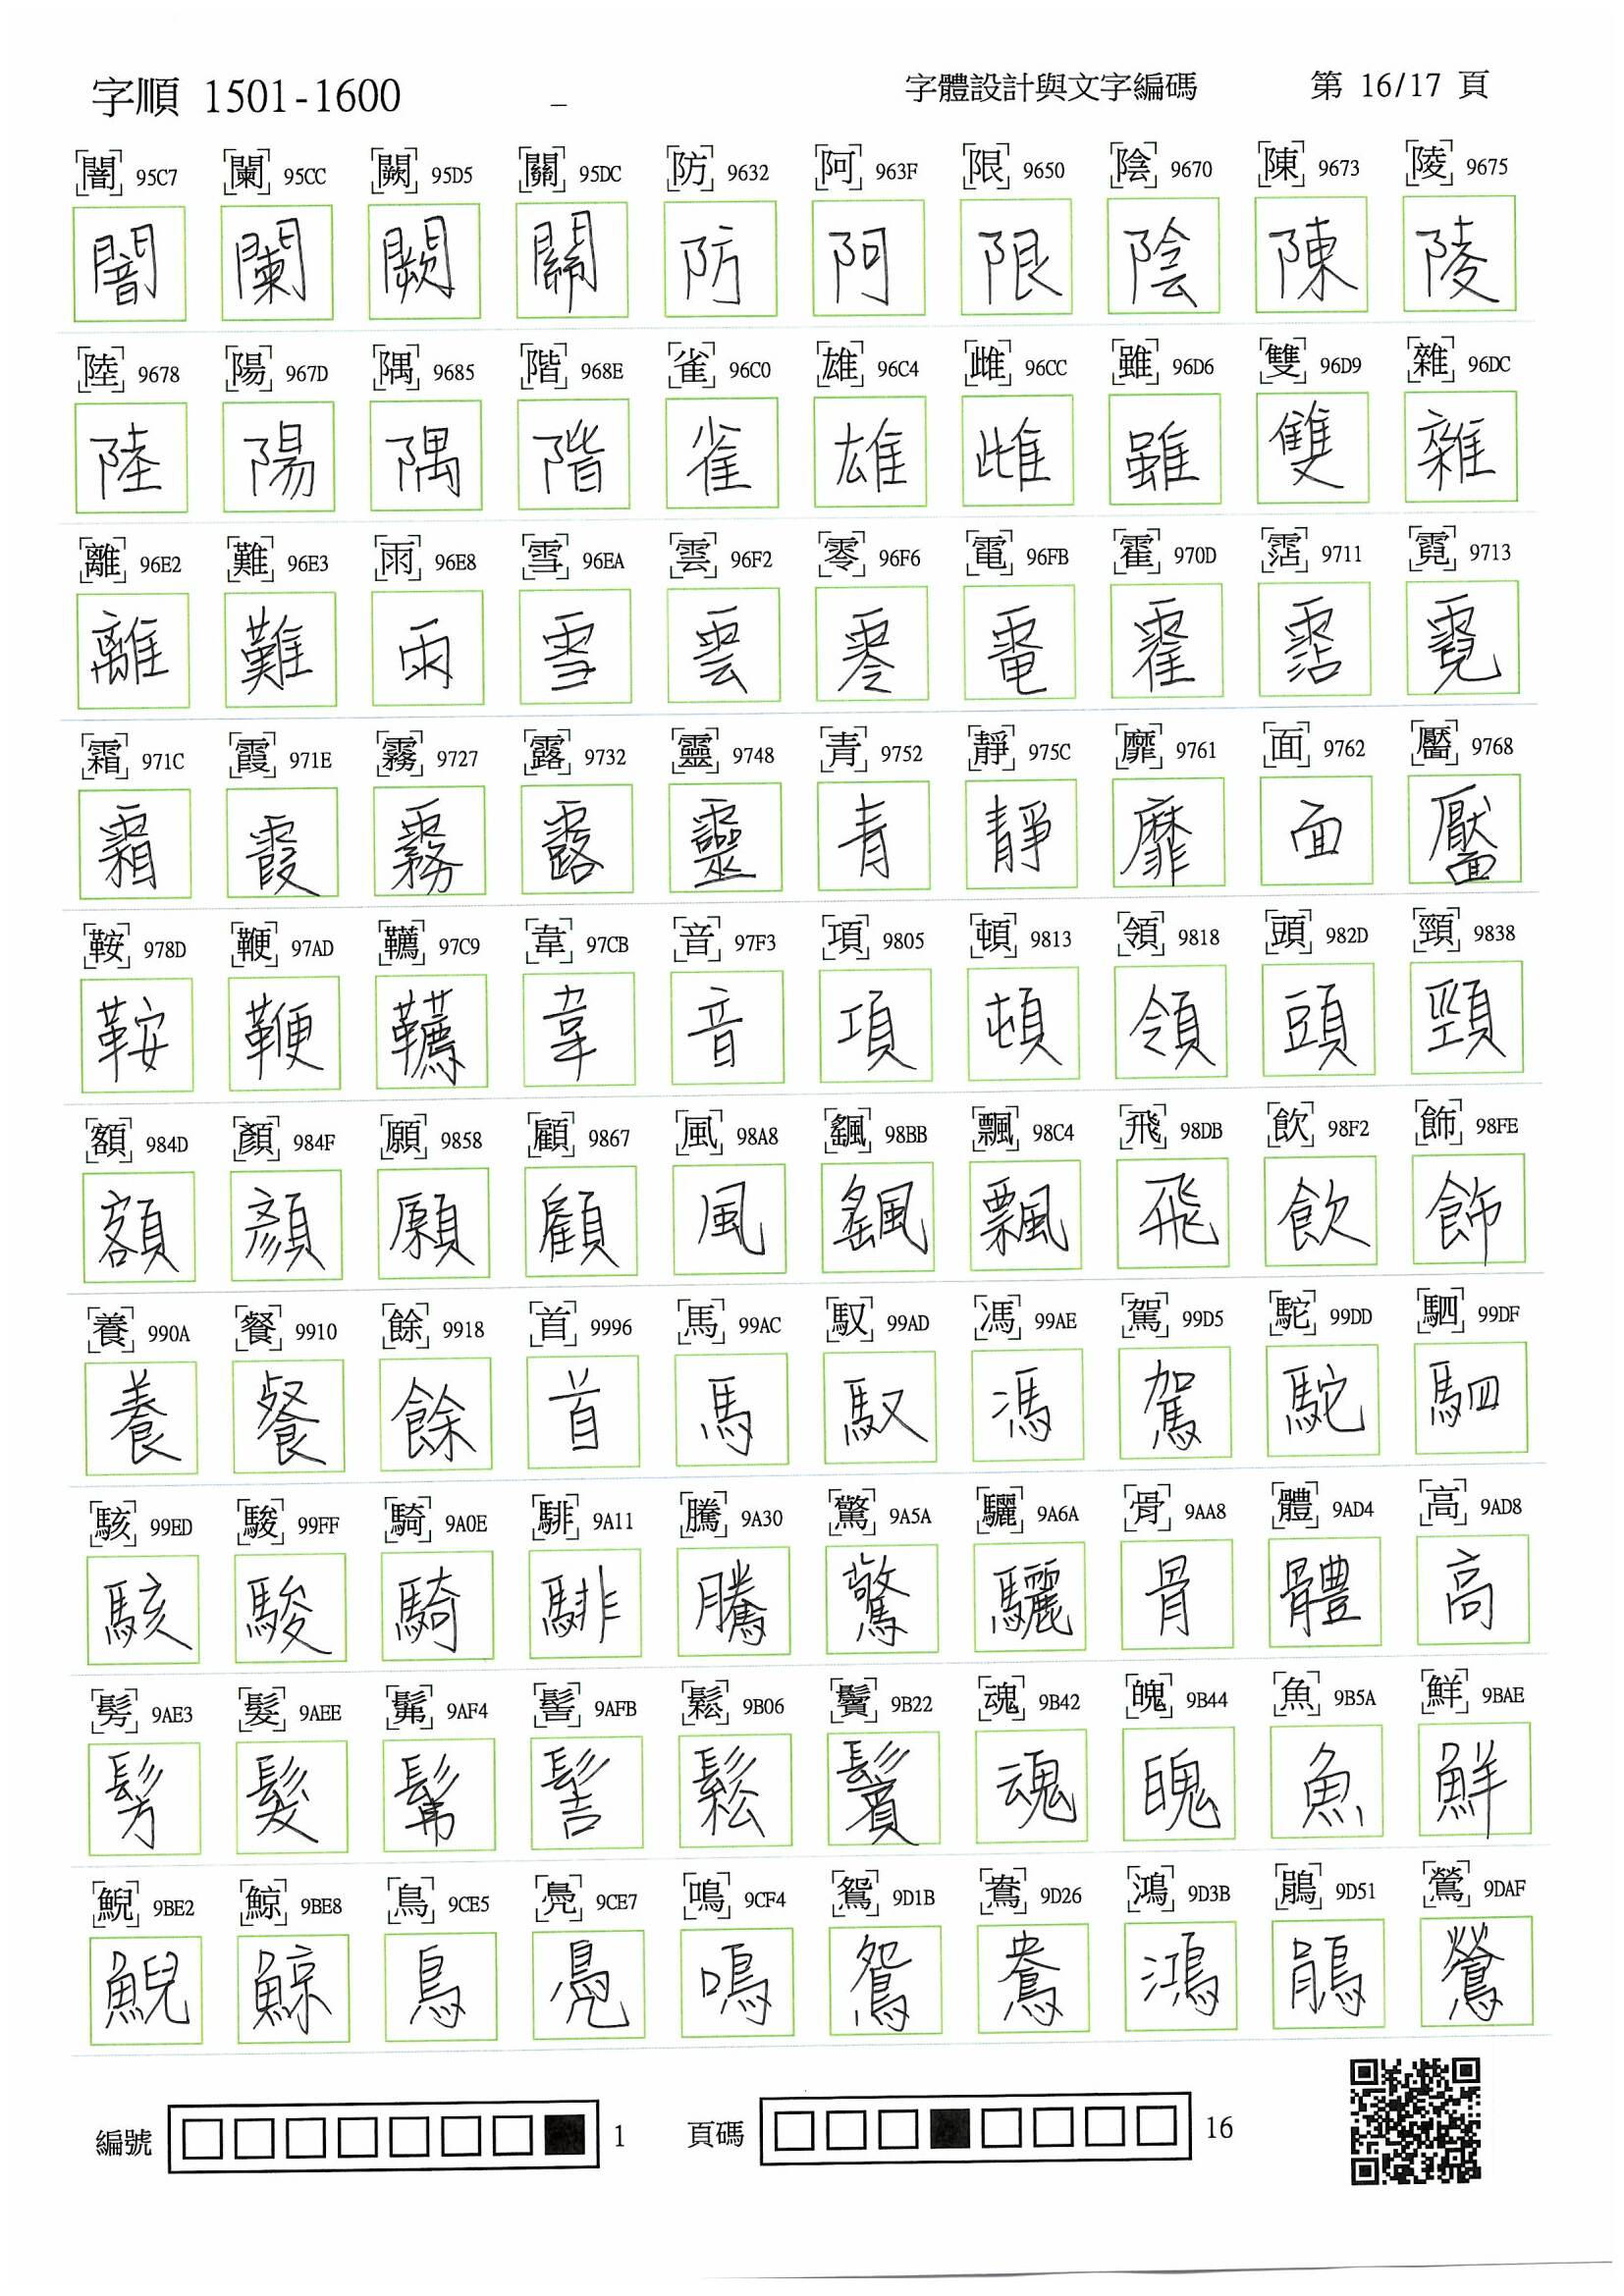 字順 1501-1600 – 字體設計與文字編碼 第 16/17 頁
闇 95C7 闌 95CC 闕 95D5 關 95DC 防 9632 阿 963F 限 9650 陰 9670 陳 9673 陵 9675
闇 闌 闕 關 防 阿 限 陰 陳 陵
陸 9678 陽 967D 隅 9685 階 968E 雀 96C0 雄 96C4 雌 96CC 雖 96D6 雙 96D9 雜 96DC
陸 陽 隅 階 雀 雄 雌 雖 雙 雜
離 96E2 難 96E3 雨 96E8 雪 96EA 雲 96F2 零 96F6 電 96FB 霍 970D 霑 9711 霓 9713
離 難 雨 雪 雲 零 電 霍 霑 霓
霜 971C 霞 971E 霧 9727 露 9732 靈 9748 青 9752 靜 975C 靡 9761 面 9762 靨 9768
霜 霞 霧 露 靈 青 靜 靡 面 靨
鞍 978D 鞭 97AD 韉 97C9 韋 97CB 音 97F3 項 9805 頓 9813 領 9818 頭 982D 頸 9838
鞍 鞭 韉 韋 音 項 頓 領 頭 頸
額 984D 顏 984F 願 9858 顧 9867 風 98A8 颻 98BB 飄 98C4 飛 98DB 飲 98F2 飾 98FE
額 顏 願 顧 風 颻 飄 飛 飲 飾
養 990A 餐 9910 餘 9918 首 9996 馬 99AC 馭 99AD 馮 99AE 駕 99D5 駝 99DD 駟 99DF
養 餐 餘 首 馬 馭 馮 駕 駝 駟
駭 99ED 駿 99FF 騎 9A0E 騑 9A11 騰 9A30 驚 9A5A 驪 9A6A 骨 9AA8 體 9AD4 高 9AD8
駭 駿 騎 騑 騰 驚 驪 骨 體 高
髣 9AE3 髮 9AEE 髴 9AF4 髻 9AFB 鬆 9B06 鬢 9B22 魂 9B42 魄 9B44 魚 9B5A 鮮 9BAE
髣 髮 髴 髻 鬆 鬢 魂 魄 魚 鮮
鯢 9BE2 鯨 9BE8 鳥 9CE5 鳧 9CE7 鳴 9CF4 鴛 9D1B 鴦 9D26 鴻 9D3B 鵑 9D51 鶯 9DAF
鯢 鯨 鳥 鳧 鳴 鴛 鴦 鴻 鵑 鶯
編號 1 頁碼 16